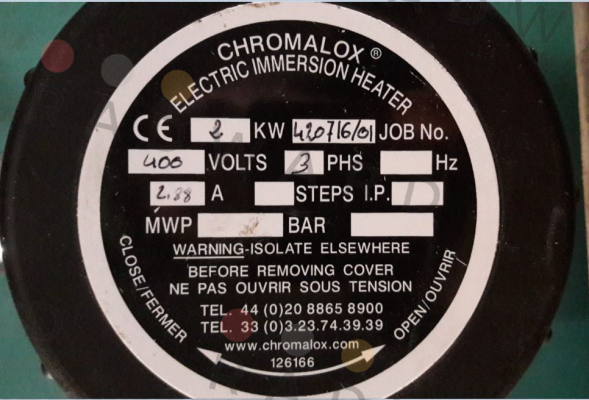 CHROMALOX ®
ELECTRIC IMMERSION HEATER
CE 2 KW 420716/01 JOB No.
400 VOLTS 3 PHS Hz
2.88 A STEPS I.P.
MWP BAR
WARNING-ISOLATE ELSEWHERE
BEFORE REMOVING COVER
NE PAS OUVRIR SOUS TENSION
CLOSE/FERMER
OPEN/OUVRIR
TEL. 44 (0)20 8865 8900
TEL. 33 (0)3.23.74.39.39
www.chromalox.com
126166